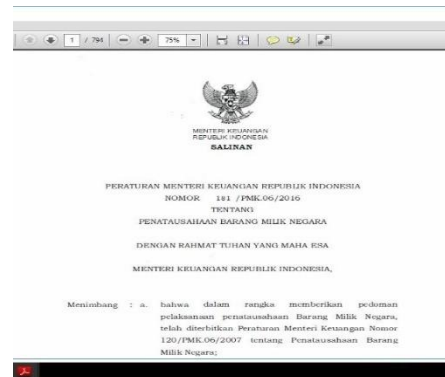 1 / 794
75%
MENTERI KEUANGAN
REPUBLIK INDONESIA
SALINAN
PERATURAN MENTERI KEUANGAN REPUBLIK INDONESIA
NOMOR 181 /PMK.06/2016
TENTANG
PENATAUSAHAAN BARANG MILIK NEGARA
DENGAN RAHMAT TUHAN YANG MAHA ESA
MENTERI KEUANGAN REPUBLIK INDONESIA,
Menimbang : a. bahwa dalam rangka memberikan pedoman
pelaksanaan penatausahaan Barang Milik Negara,
telah diterbitkan Peraturan Menteri Keuangan Nomor
120/PMK.06/2007 tentang Penatausahaan Barang
Milik Negara;